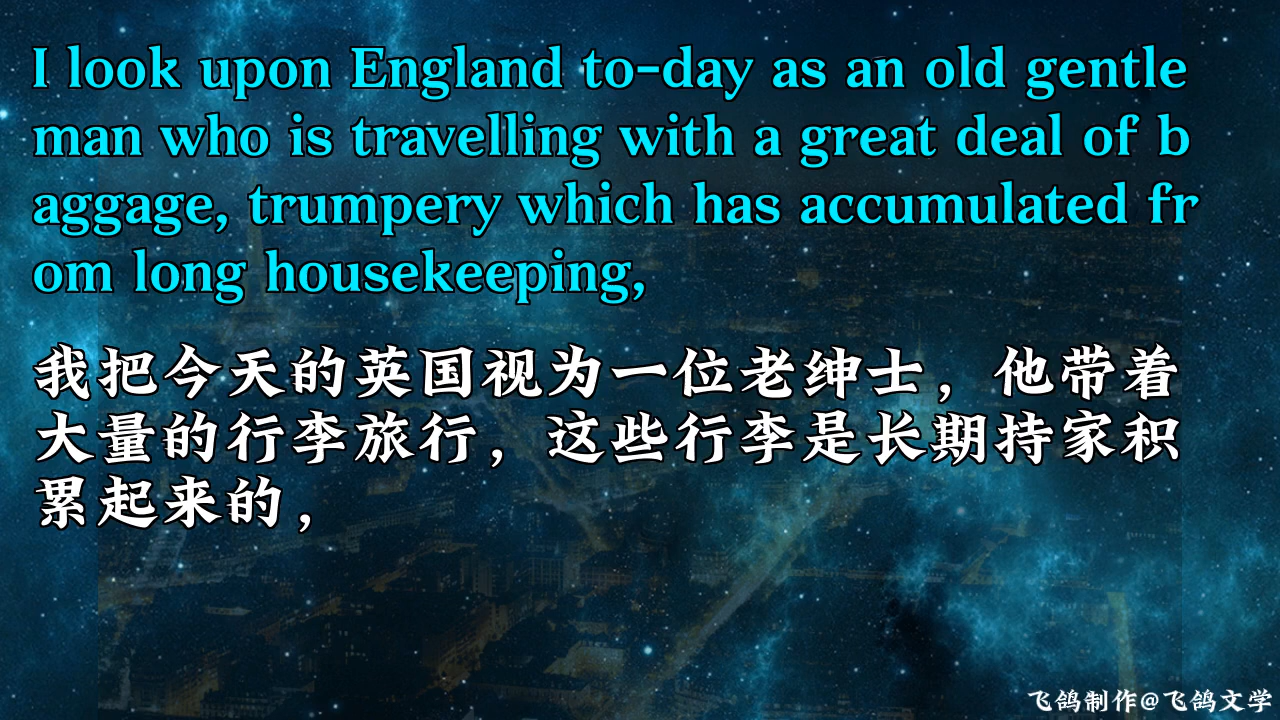 I look upon England to-day as an old gentle
man who is travelling with a great deal of b
aggage, trumpery which has accumulated fr
om long housekeeping,
我把今天的英国视为一位老绅士，他带着
大量的行李旅行，这些行李是长期持家积
累起来的，
飞鸽制作@飞鸽文学